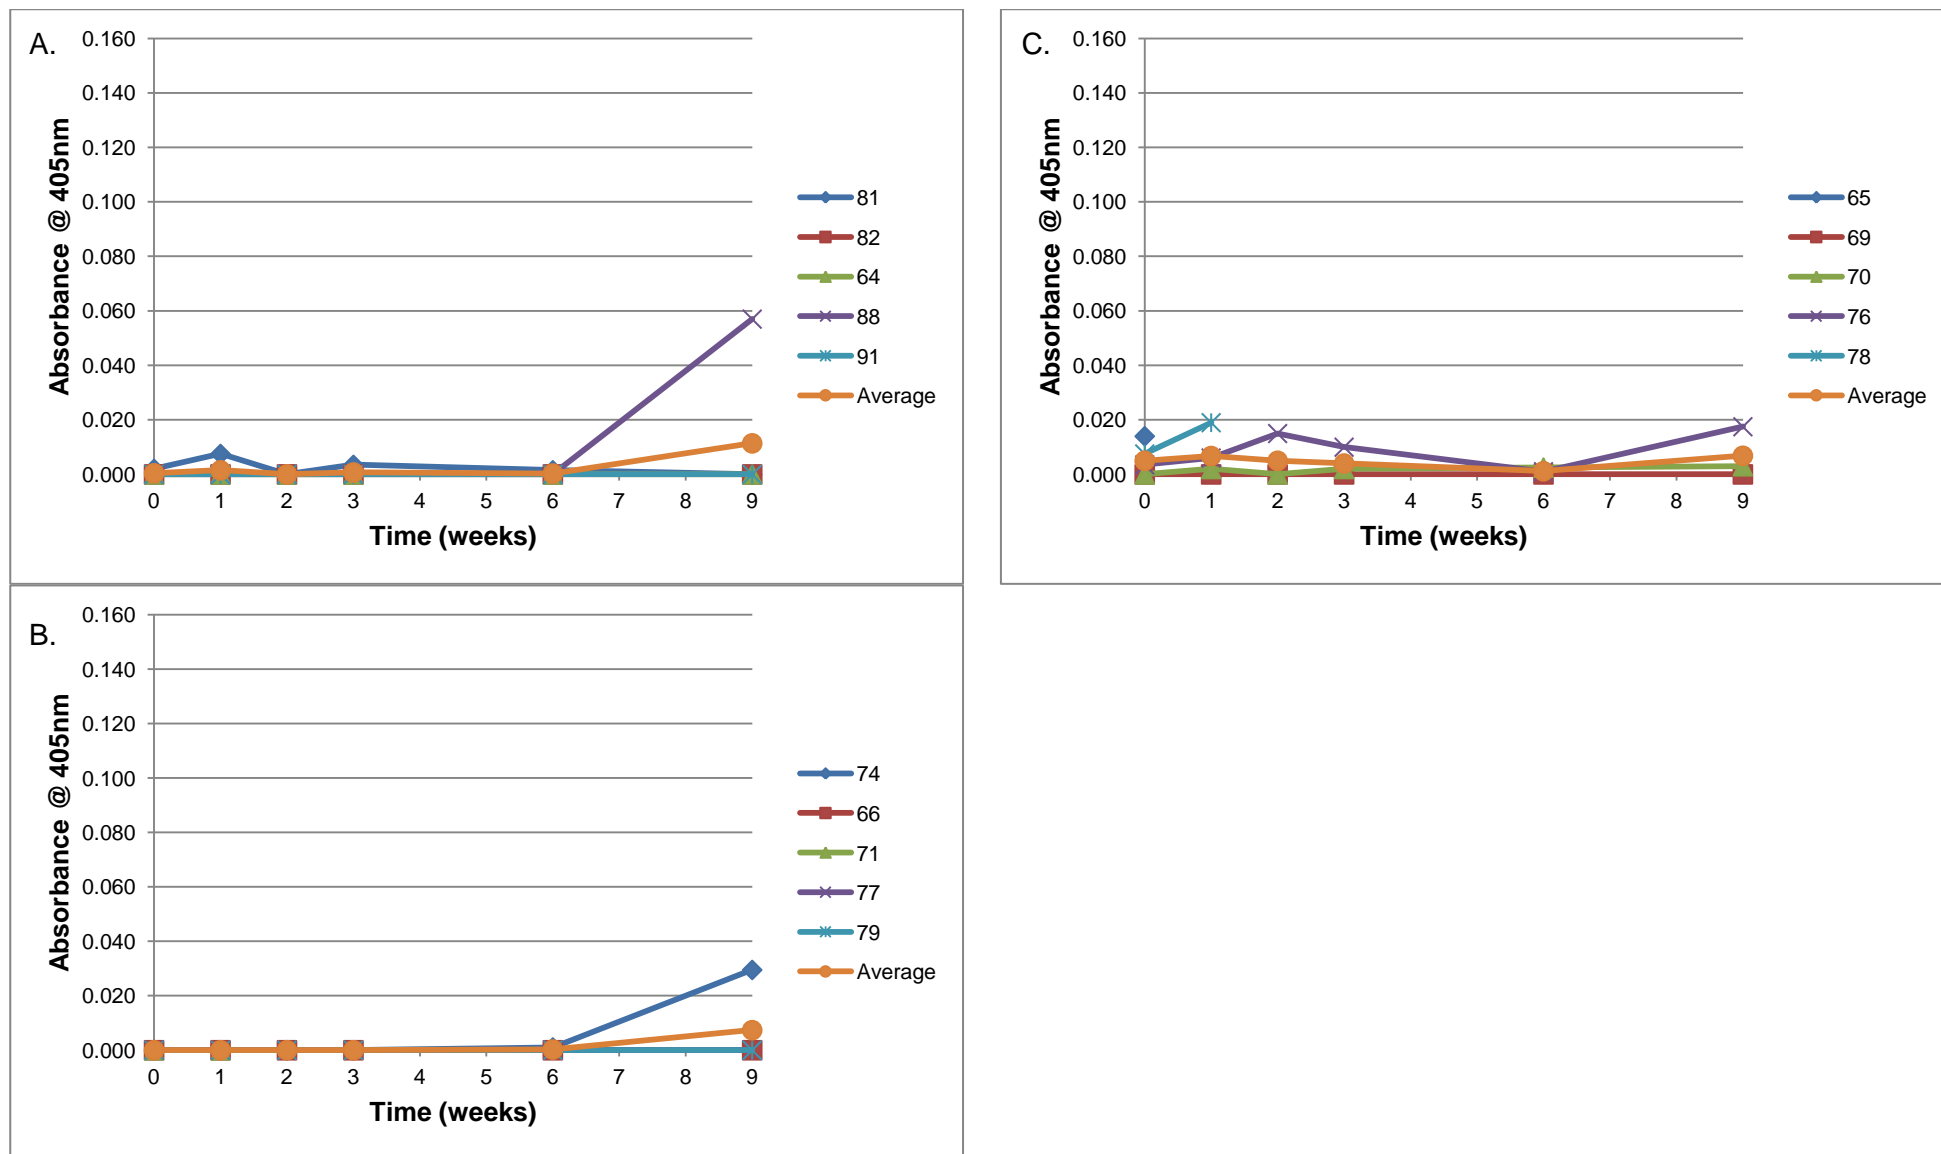 A.
0.160
0.140
0.120
0.100
0.080
0.060
0.040
0.020
0.000
Absorbance @ 405nm
0 1 2 3 4 5 6 7 8 9
Time (weeks)
81
82
64
88
91
Average
C.
0.160
0.140
0.120
0.100
0.080
0.060
0.040
0.020
0.000
Absorbance @ 405nm
0 1 2 3 4 5 6 7 8 9
Time (weeks)
65
69
70
76
78
Average
B.
0.160
0.140
0.120
0.100
0.080
0.060
0.040
0.020
0.000
Absorbance @ 405nm
0 1 2 3 4 5 6 7 8 9
Time (weeks)
74
66
71
77
79
Average